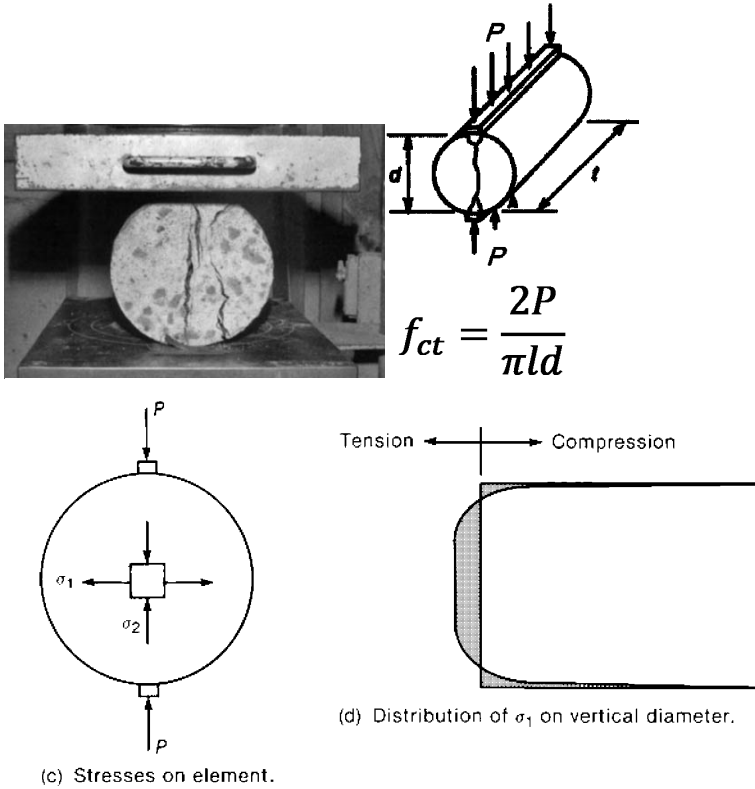 P
d
l
P
f_ct = 2P / πld
P
Tension
Compression
σ1
σ2
P
(c) Stresses on element.
(d) Distribution of σ1 on vertical diameter.